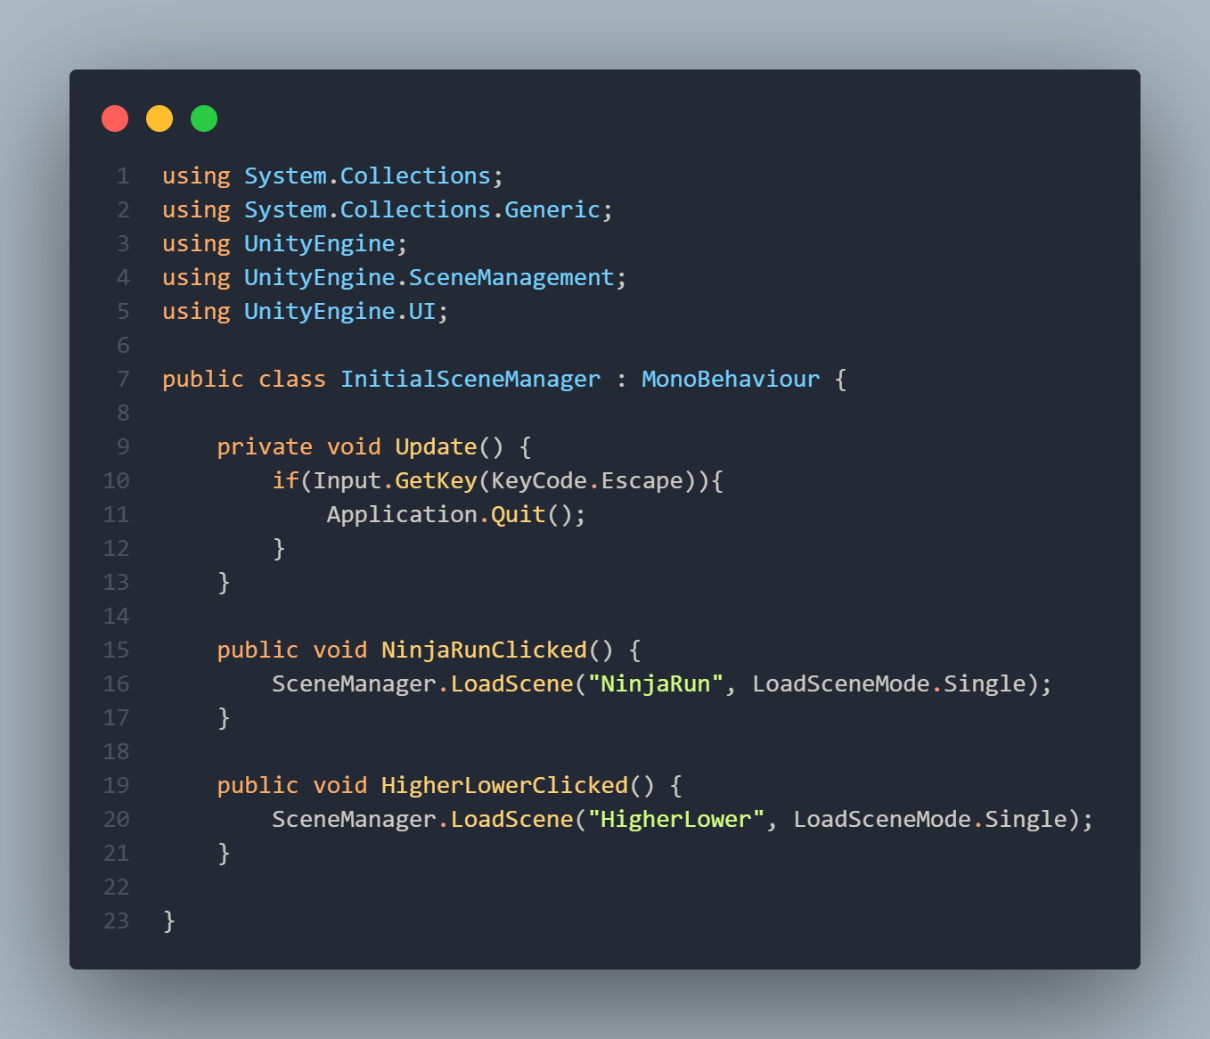 1 using System.Collections;
2 using System.Collections.Generic;
3 using UnityEngine;
4 using UnityEngine.SceneManagement;
5 using UnityEngine.UI;
6
7 public class InitialSceneManager : MonoBehaviour {
8
9     private void Update() {
10         if(Input.GetKey(KeyCode.Escape)){
11             Application.Quit();
12         }
13     }
14
15     public void NinjaRunClicked() {
16         SceneManager.LoadScene("NinjaRun", LoadSceneMode.Single);
17     }
18
19     public void HigherLowerClicked() {
20         SceneManager.LoadScene("HigherLower", LoadSceneMode.Single);
21     }
22
23 }